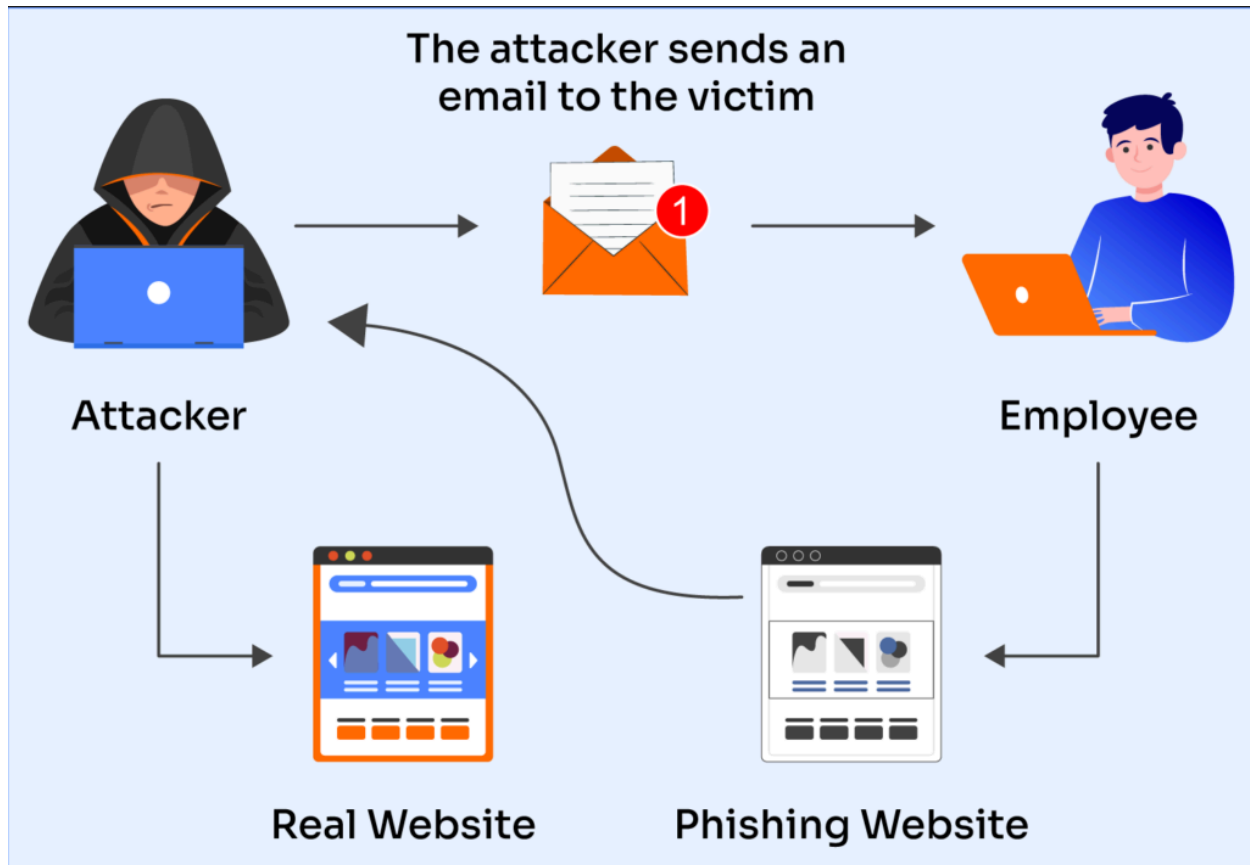 The attacker sends an
email to the victim
1
Attacker
Employee
Real Website
Phishing Website